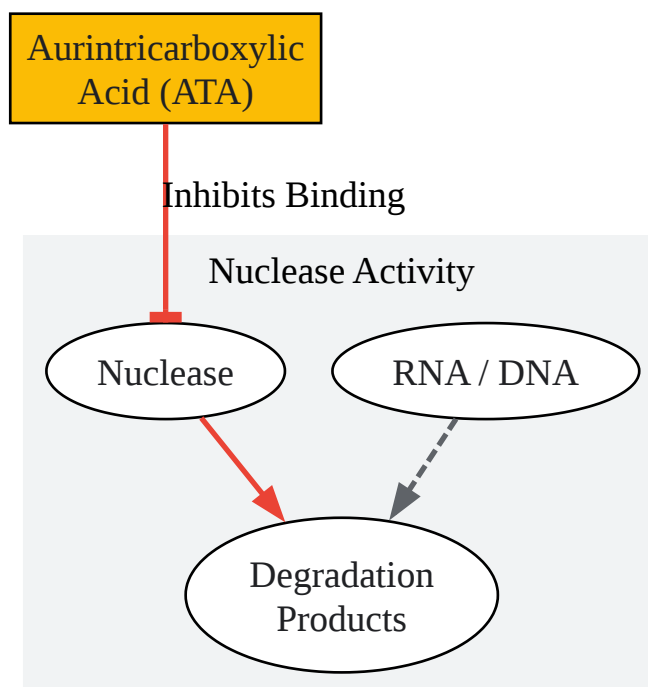 Aurintricarboxylic
Acid (ATA)
Inhibits Binding
Nuclease Activity
Nuclease
RNA / DNA
Degradation
Products